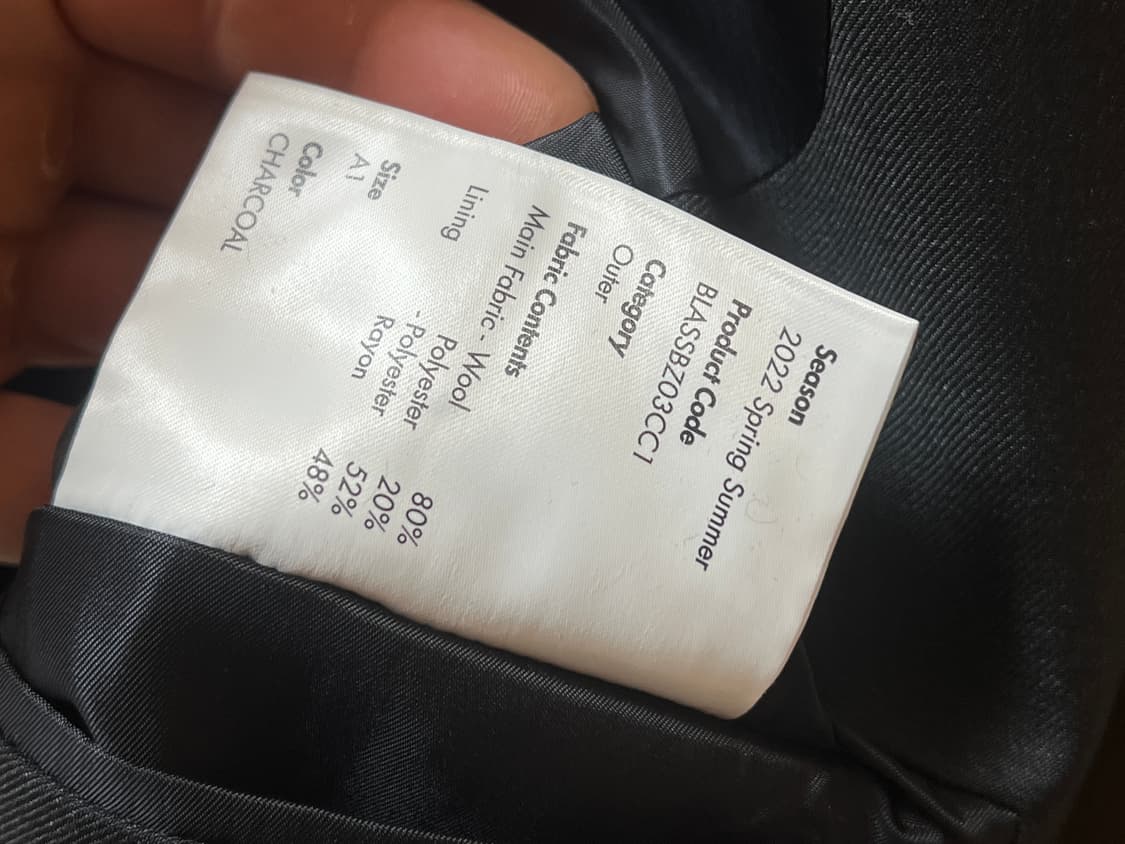 Season
2022 Spring Summer
Product Code
BLASSBZ03CC1
Category
Outer
Fabric Contents
Main Fabric - Wool 80%
Polyester 20%
Lining - Polyester 52%
Rayon 48%
Size
A1
Color
CHARCOAL